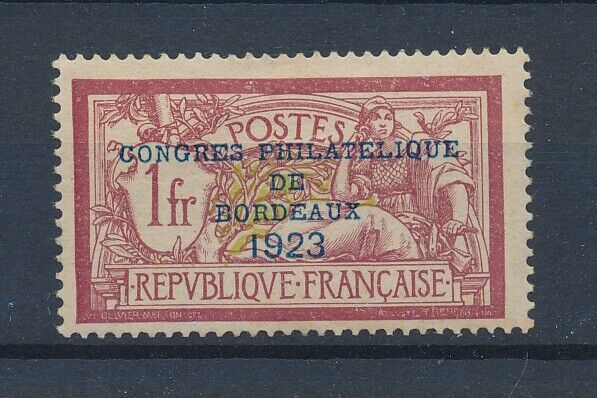 POSTES
CONGRES PHILATELIQUE
DE
BORDEAUX
1923
1fr
·REPVBLIQVE·FRANÇAISE·